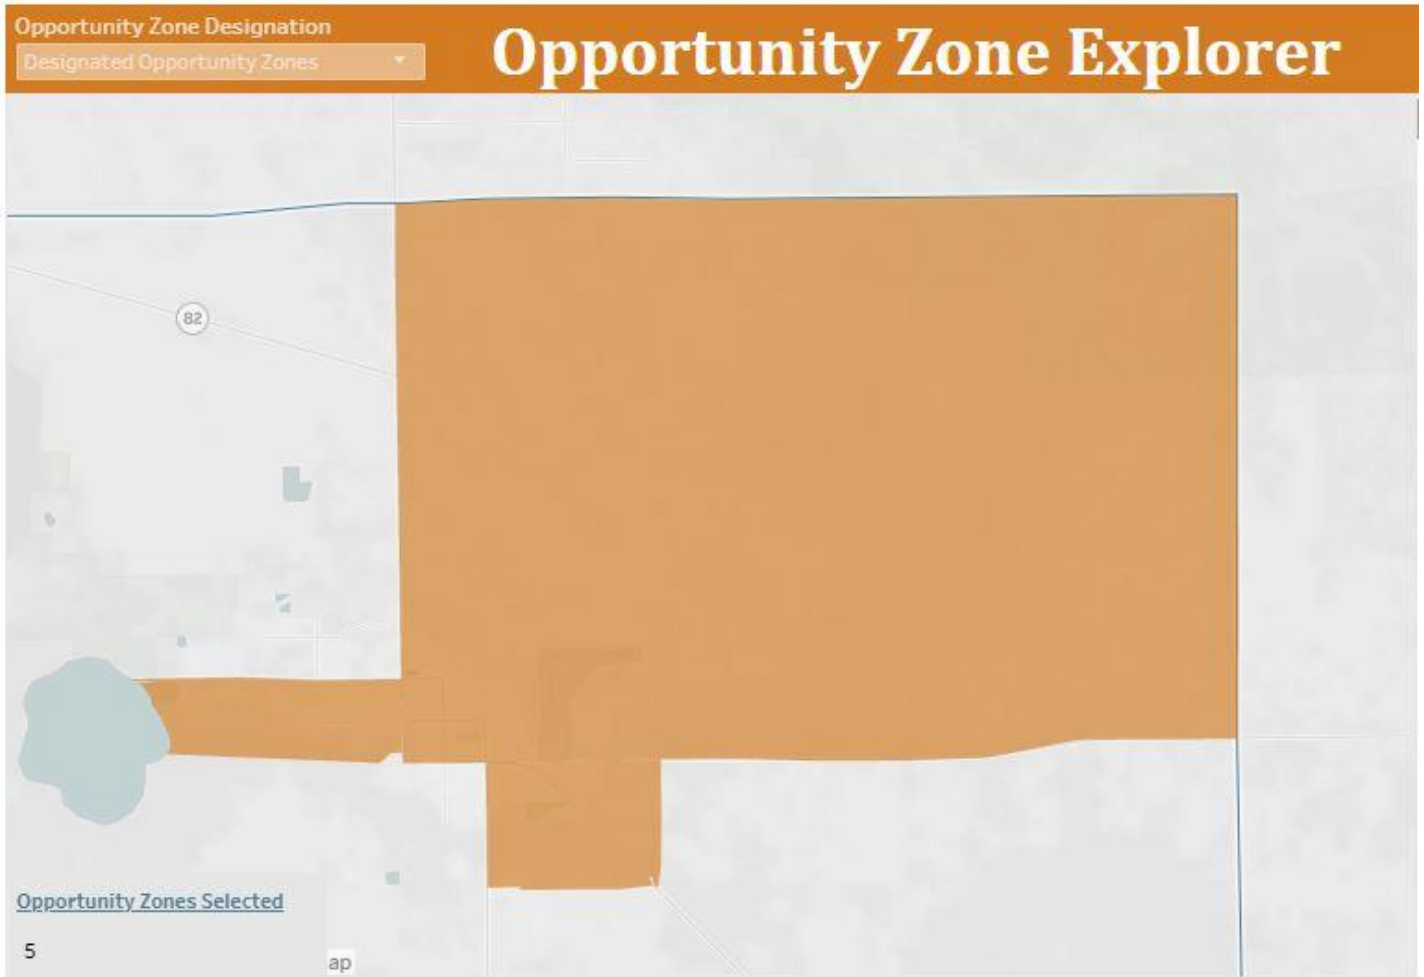 Opportunity Zone Designation
Designated Opportunity Zones
Opportunity Zone Explorer
82
Opportunity Zones Selected
5
ap